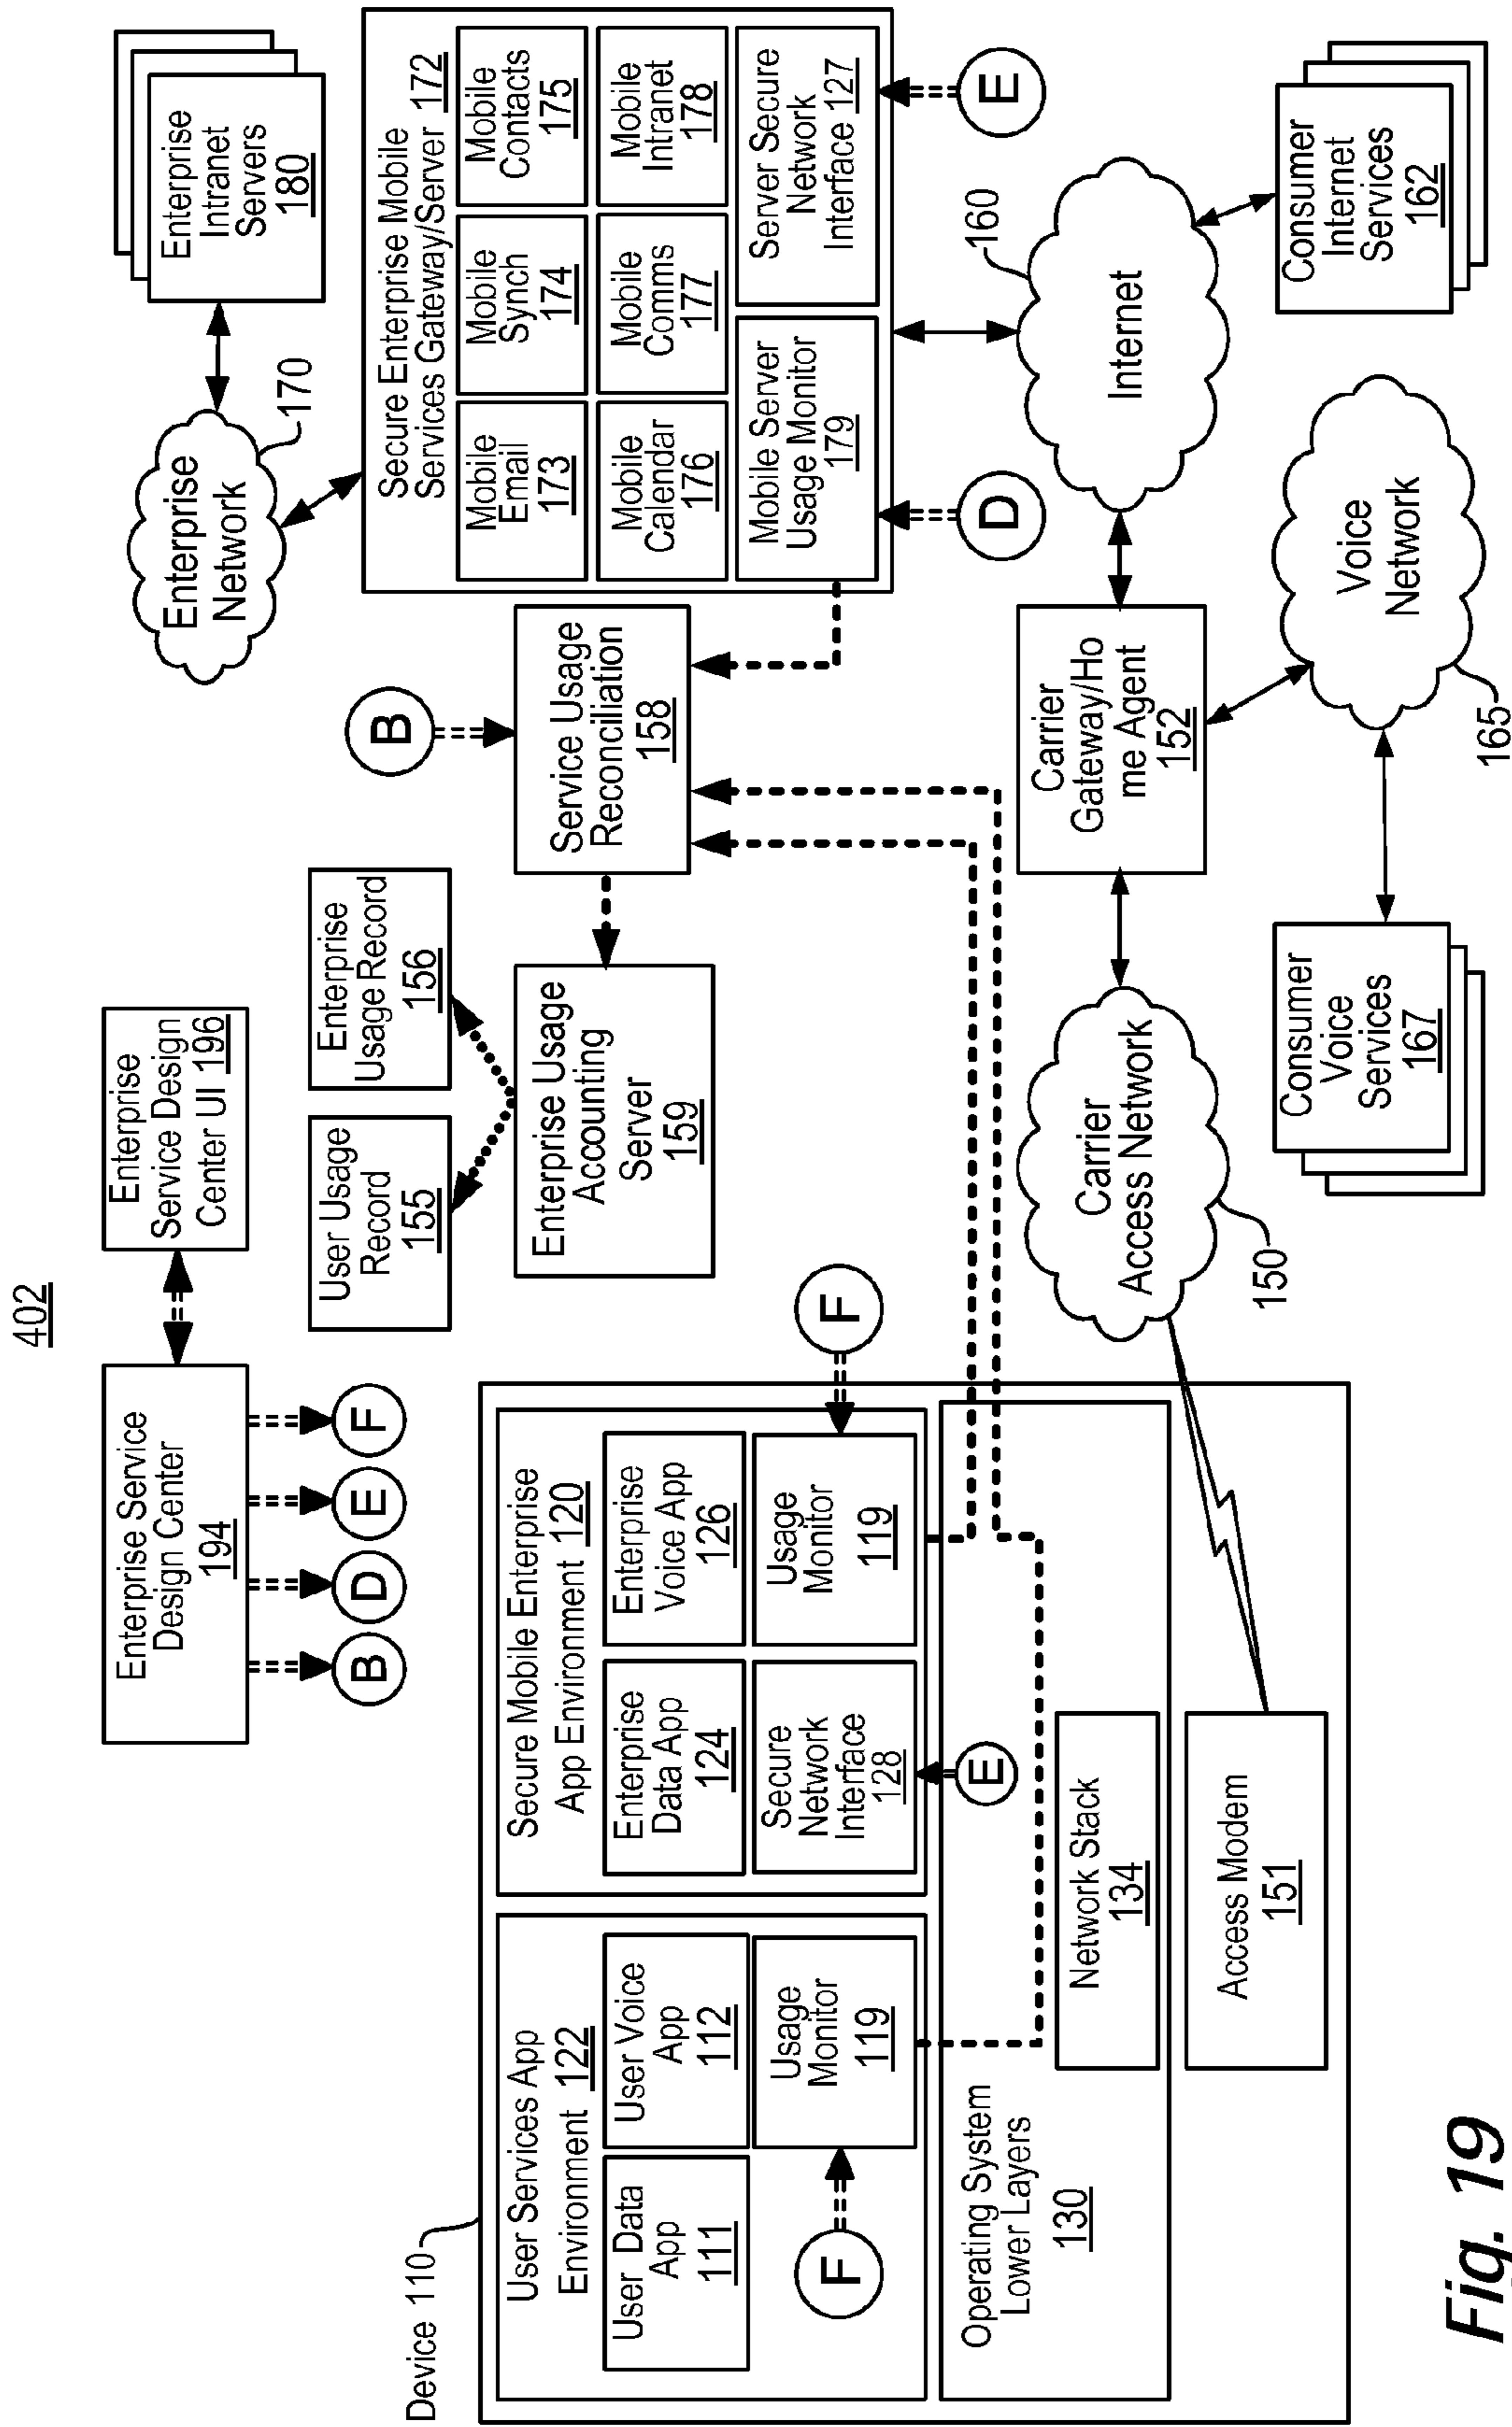 402
Enterprise Service
Design Center
194
Enterprise
Service Design
Center UI 196
B
D
E
F
User Usage
Record
155
Enterprise
Usage Record
156
Enterprise Usage
Accounting
Server
159
B
Service Usage
Reconciliation
158
Enterprise
Network
170
Enterprise
Intranet
Servers
180
Secure Enterprise Mobile
Services Gateway/Server 172
Mobile
Email
173
Mobile
Synch
174
Mobile
Contacts
175
Mobile
Calendar
176
Mobile
Comms
177
Mobile
Intranet
178
Mobile Server
Usage Monitor
179
Server Secure
Network
Interface 127
D
E
Device 110
User Services App
Environment 122
User Data
App
111
User Voice
App
112
F
Usage
Monitor
119
Secure Mobile Enterprise
App Environment 120
Enterprise
Data App
124
Enterprise
Voice App
126
Secure
Network
Interface
128
Usage
Monitor
119
F
E
Operating System
Lower Layers
130
Network Stack
134
Access Modem
151
Carrier
Access Network
150
Carrier
Gateway/Ho
me Agent
152
Internet
160
Consumer
Internet
Services
162
Voice
Network
165
Consumer
Voice
Services
167
Fig. 19